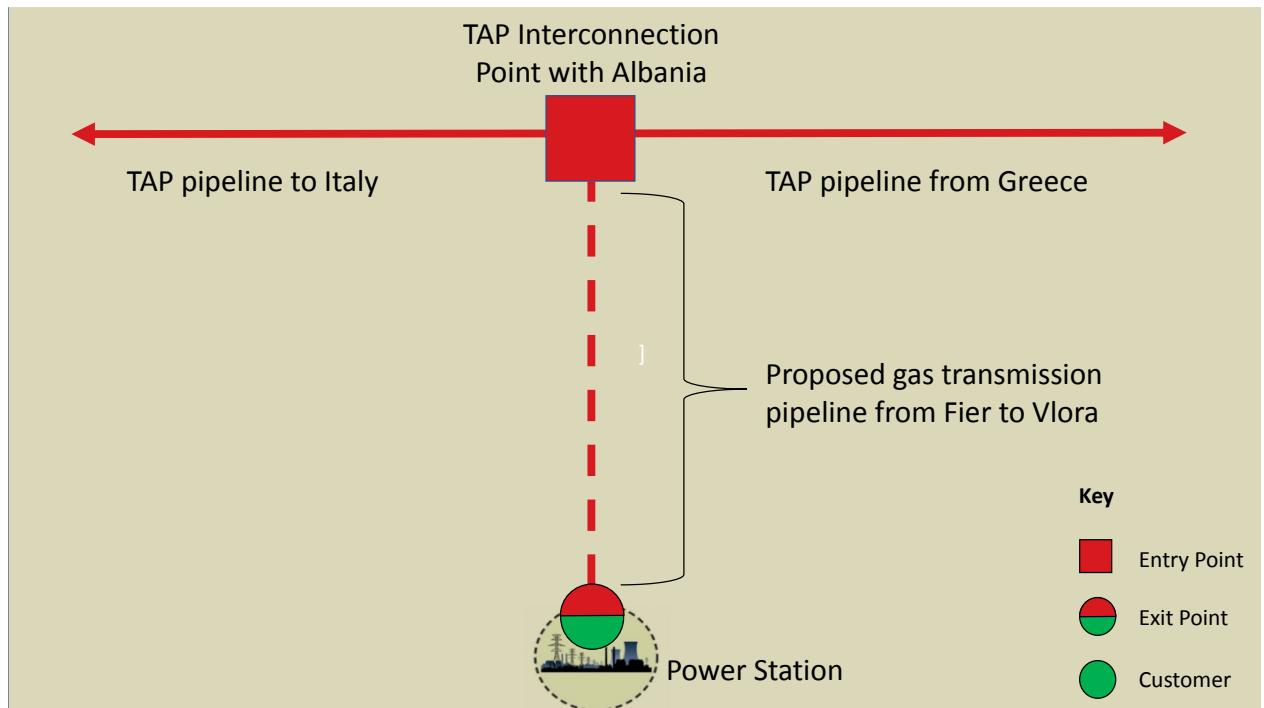 TAP Interconnection
Point with Albania
TAP pipeline to Italy
TAP pipeline from Greece
]
Proposed gas transmission
pipeline from Fier to Vlora
Key
Entry Point
Exit Point
Power Station
Customer